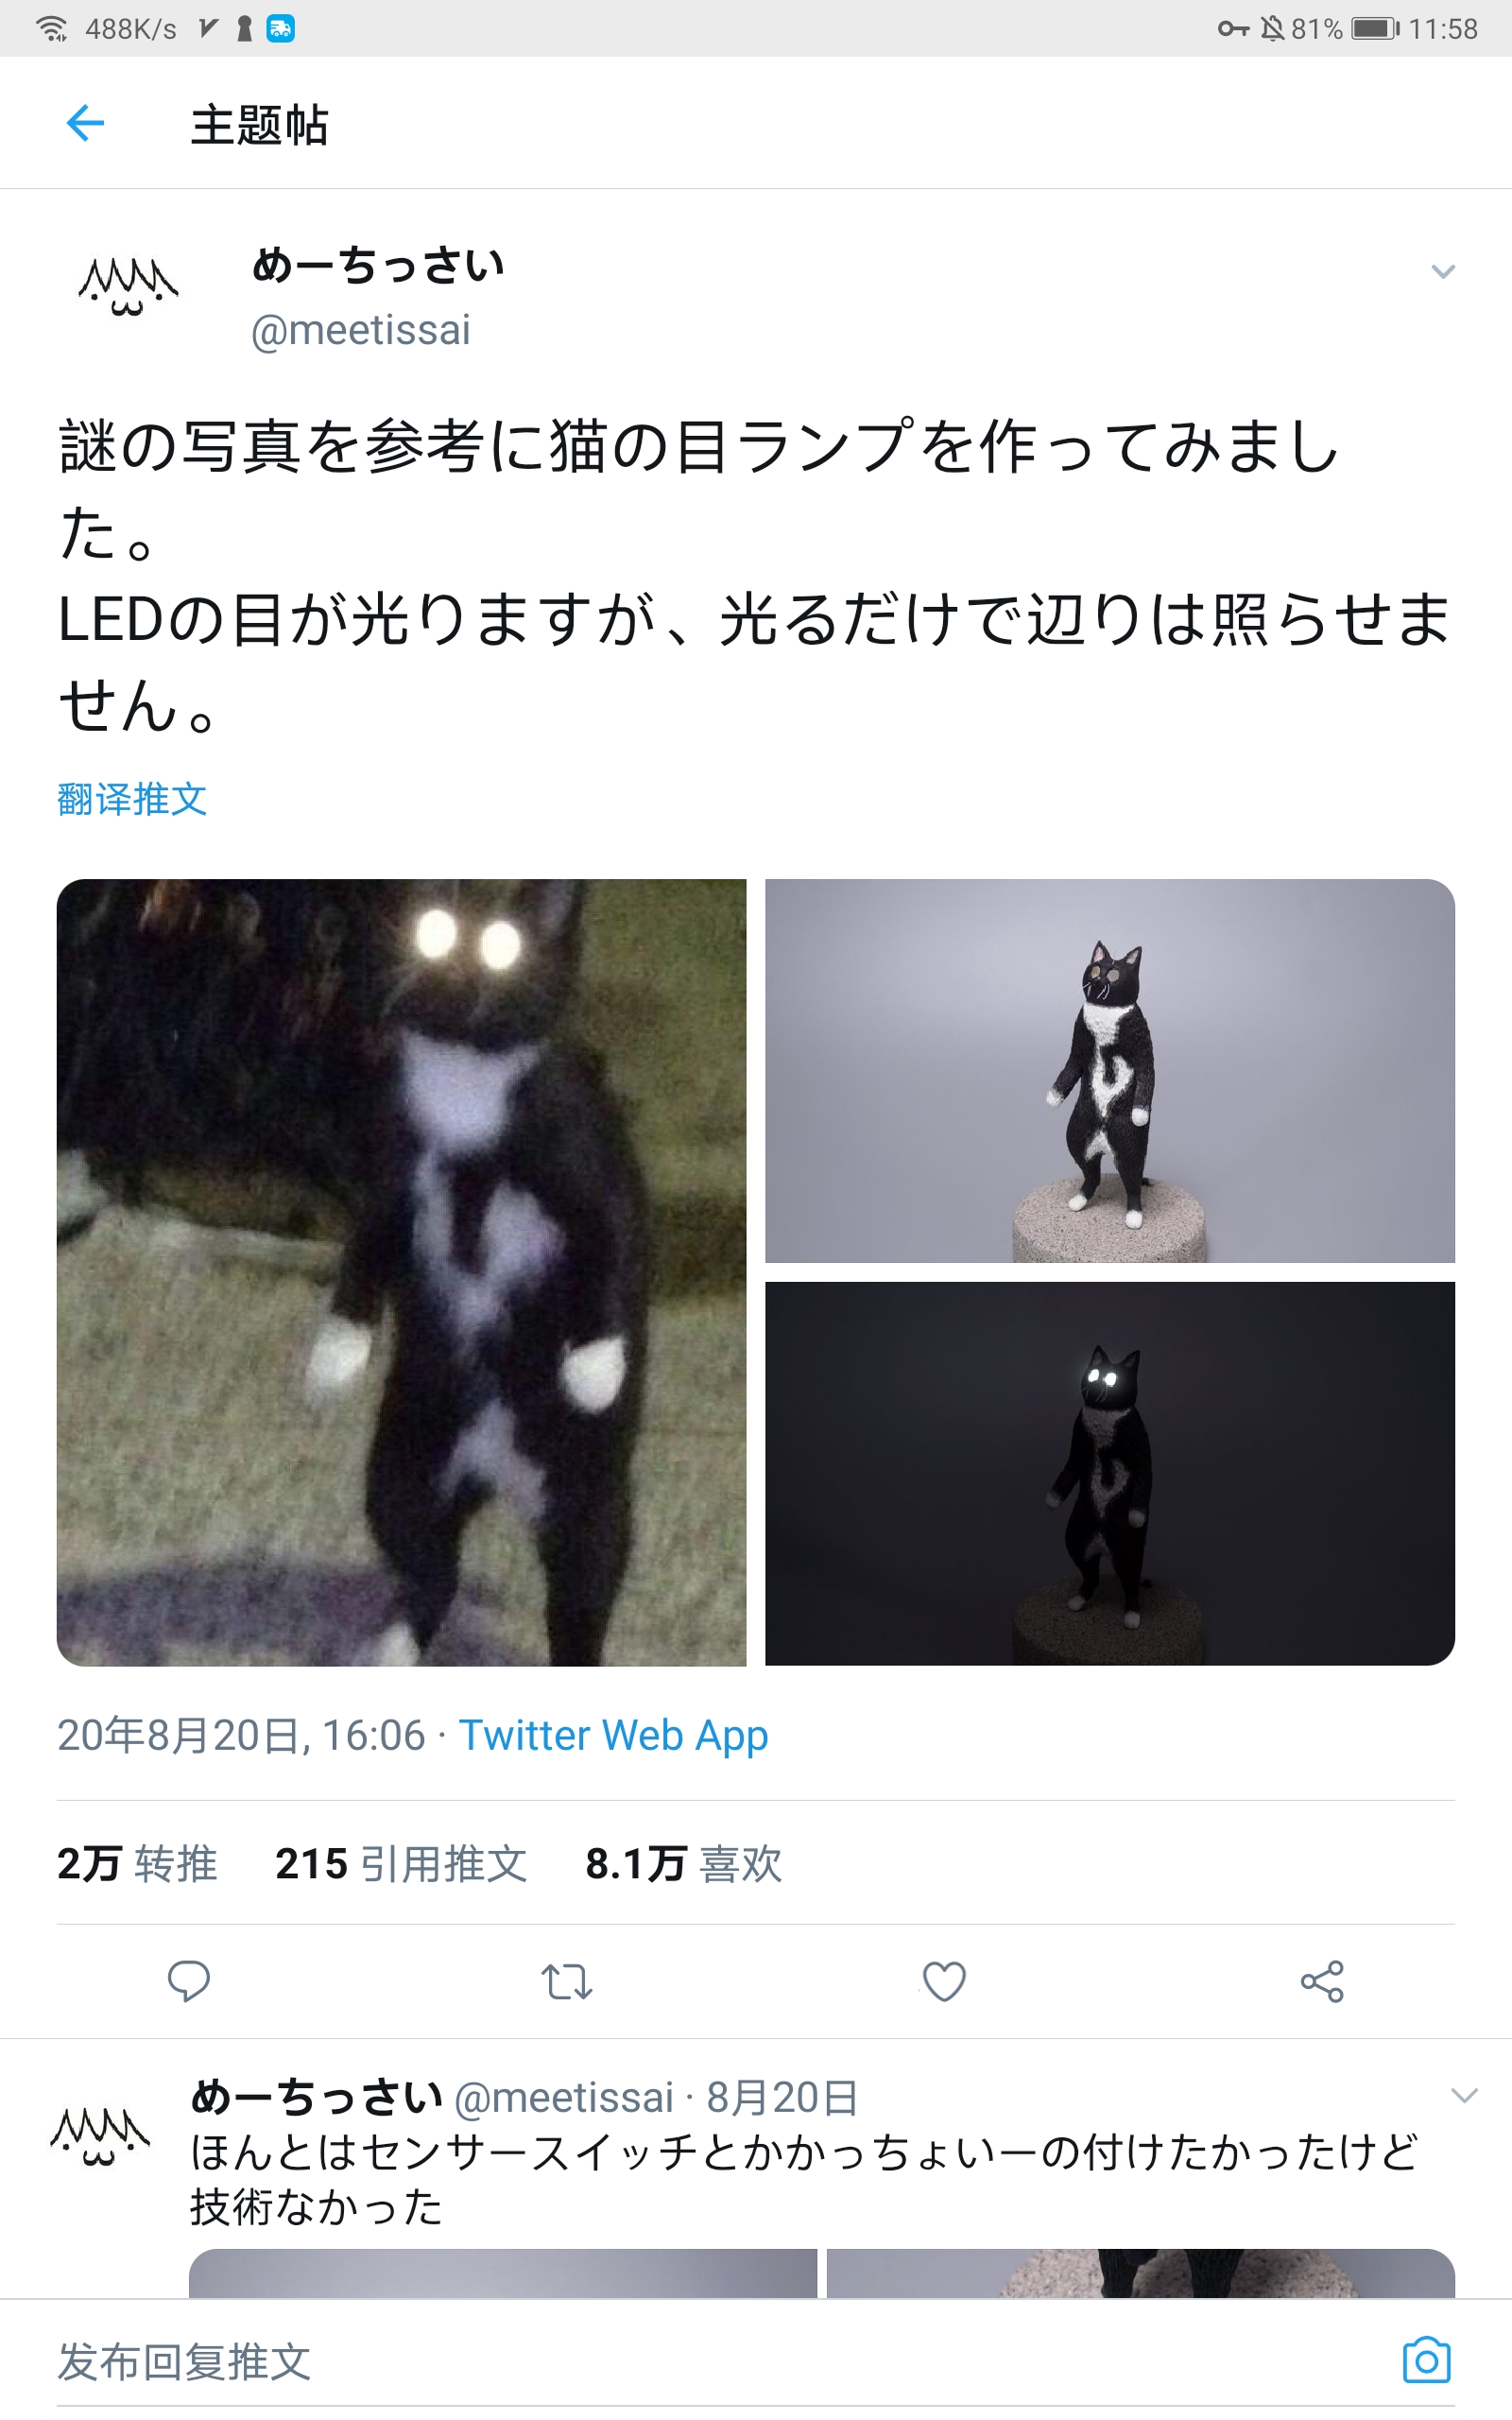 488K/s 81% 11:58
主题帖
めーちっさい
@meetissai
謎の写真を参考に猫の目ランプを作ってみまし
た。
LEDの目が光りますが、光るだけで辺りは照らせま
せん。
翻译推文
20年8月20日, 16:06 · Twitter Web App
2万 转推 215 引用推文 8.1万 喜欢
めーちっさい @meetissai · 8月20日
ほんとはセンサースイッチとかかっちょいーの付けたかったけど
技術なかった
发布回复推文